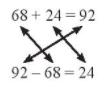 68 + 24 = 92
92 – 68 = 24